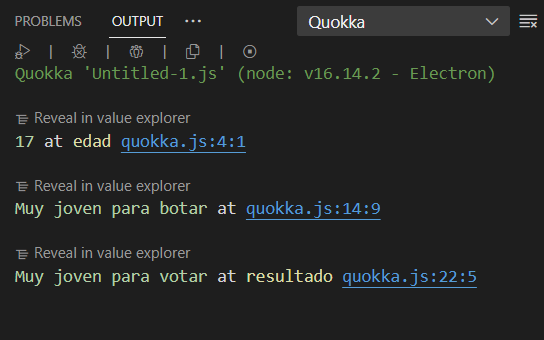 PROBLEMS OUTPUT ··· Quokka
Quokka 'Untitled-1.js' (node: v16.14.2 - Electron)
Reveal in value explorer
17 at edad quokka.js:4:1
Reveal in value explorer
Muy joven para botar at quokka.js:14:9
Reveal in value explorer
Muy joven para votar at resultado quokka.js:22:5